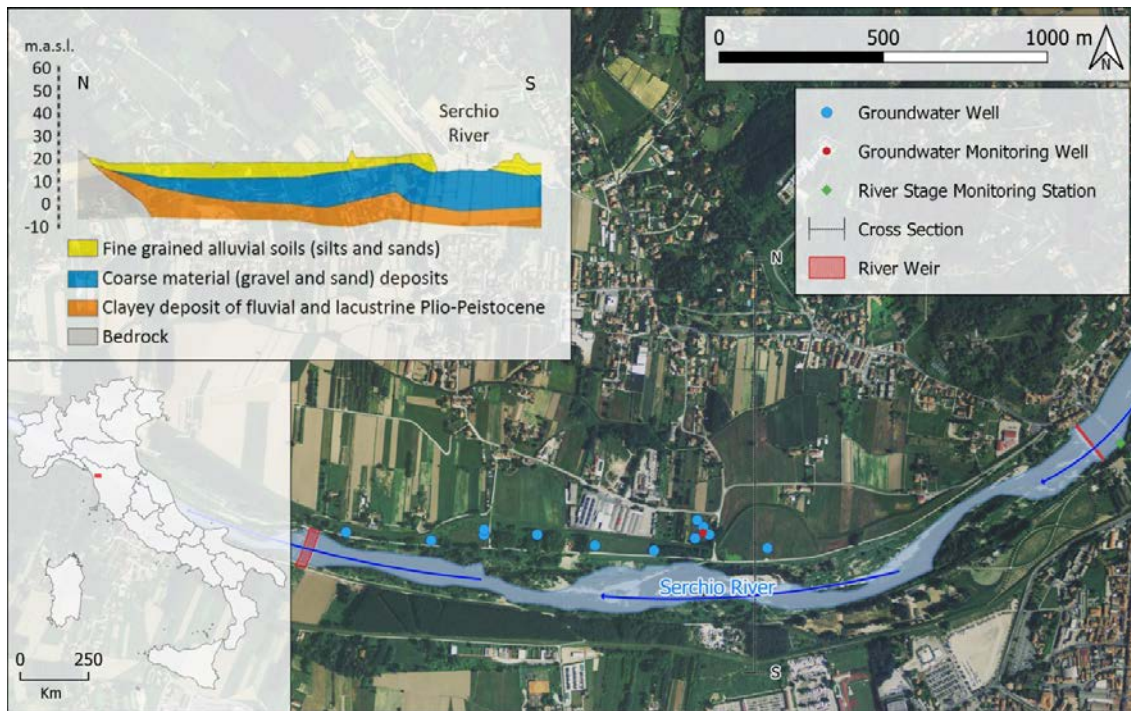 m.a.s.l.
60
50
40
30
20
10
0
-10
N
S
Serchio
River
Fine grained alluvial soils (silts and sands)
Coarse material (gravel and sand) deposits
Clayey deposit of fluvial and lacustrine Plio-Peistocene
Bedrock
0 500 1000 m
N
Groundwater Well
Groundwater Monitoring Well
River Stage Monitoring Station
Cross Section
River Weir
N
Serchio River
S
0 250
Km